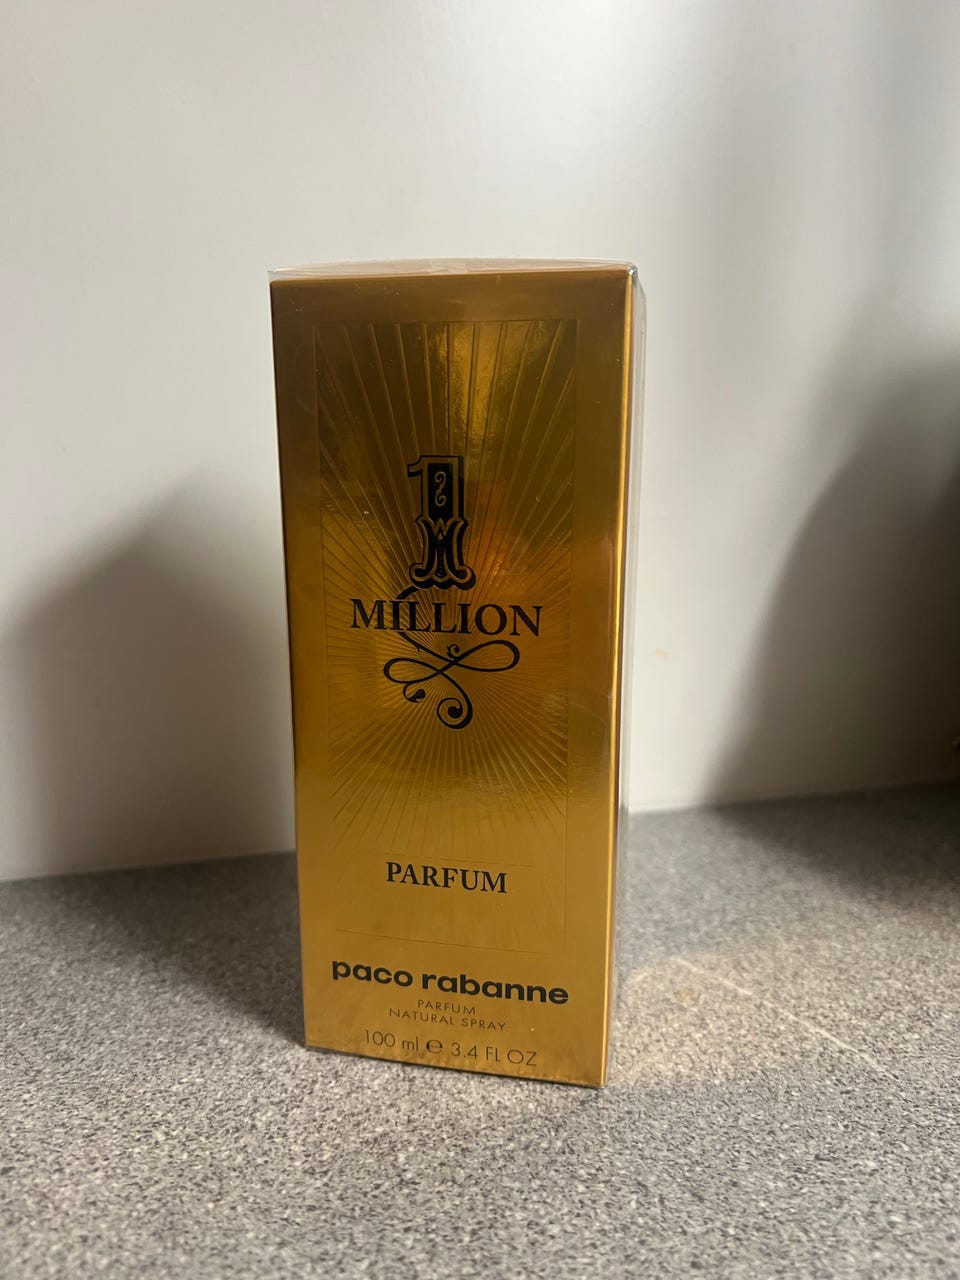 1
MILLION
PARFUM
paco rabanne
PARFUM
NATURAL SPRAY
100 ml ℮ 3.4 FL OZ